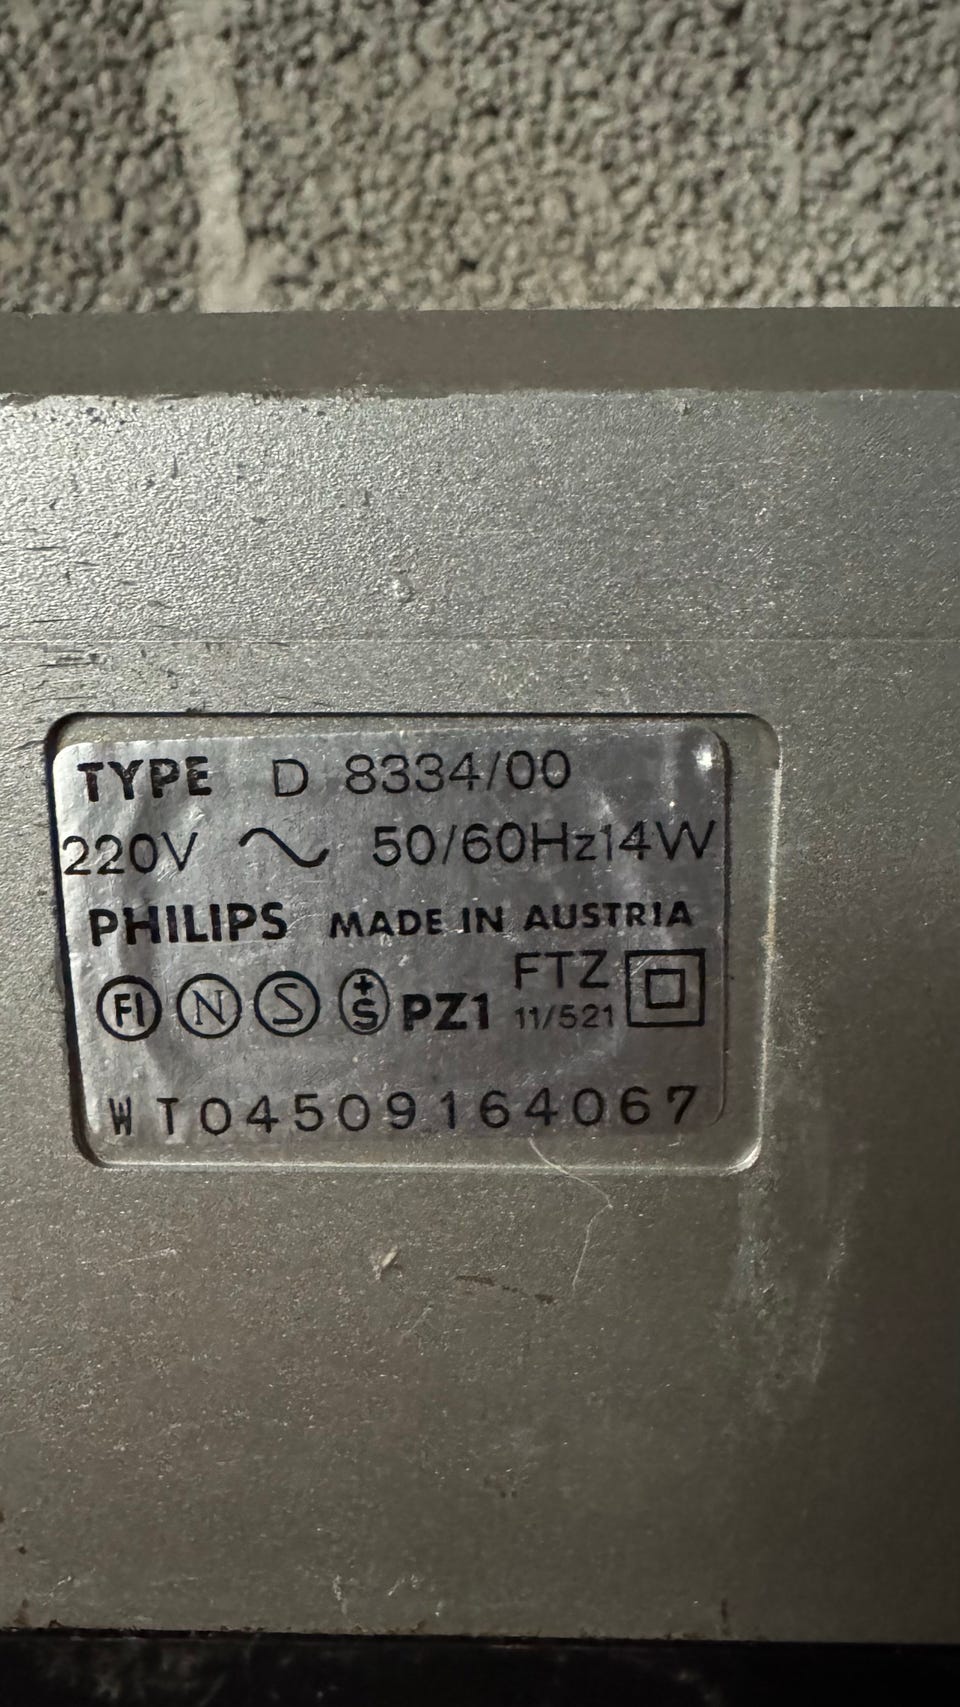 TYPE D 8334/00
220V ~ 50/60Hz14W
PHILIPS MADE IN AUSTRIA
FI N S +S PZ1 FTZ 11/521
WT04509164067